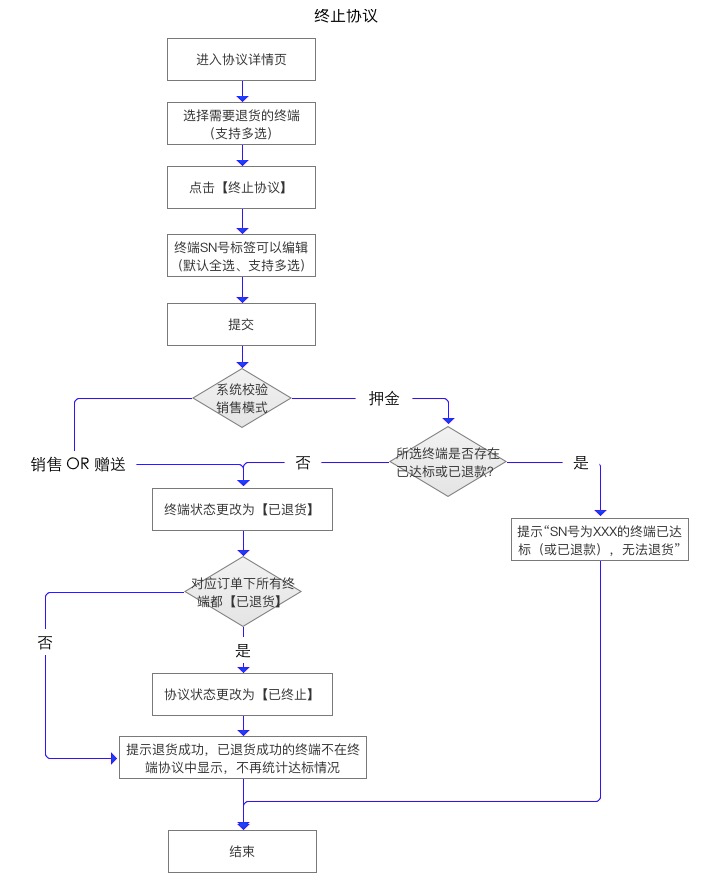 终止协议
进入协议详情页
选择需要退货的终端
（支持多选）
点击【终止协议】
终端SN号标签可以编辑
（默认全选、支持多选）
提交
系统校验
销售模式
押金
所选终端是否存在
已达标或已退款？
销售 OR 赠送
否
是
终端状态更改为【已退货】
提示“SN号为XXX的终端已达
标（或已退款），无法退货”
对应订单下所有终
端都【已退货】
否
是
协议状态更改为【已终止】
提示退货成功，已退货成功的终端不在终
端协议中显示，不再统计达标情况
结束